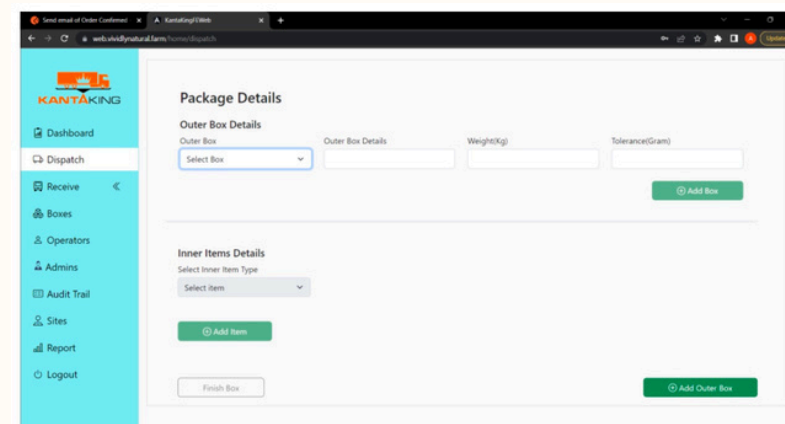 Send email of Order Confirmed
web.vividlynatural.farm/home/dispatch
KANTAKING
Dashboard
Dispatch
Receive
Boxes
Operators
Admins
Audit Trail
Sites
Report
Logout
Package Details
Outer Box Details
Outer Box Outer Box Details Weight(Kg) Tolerance(Gram)
Select Box
Add Box
Inner Items Details
Select Inner Item Type
Select item
Add Item
Finish Box Add Outer Box